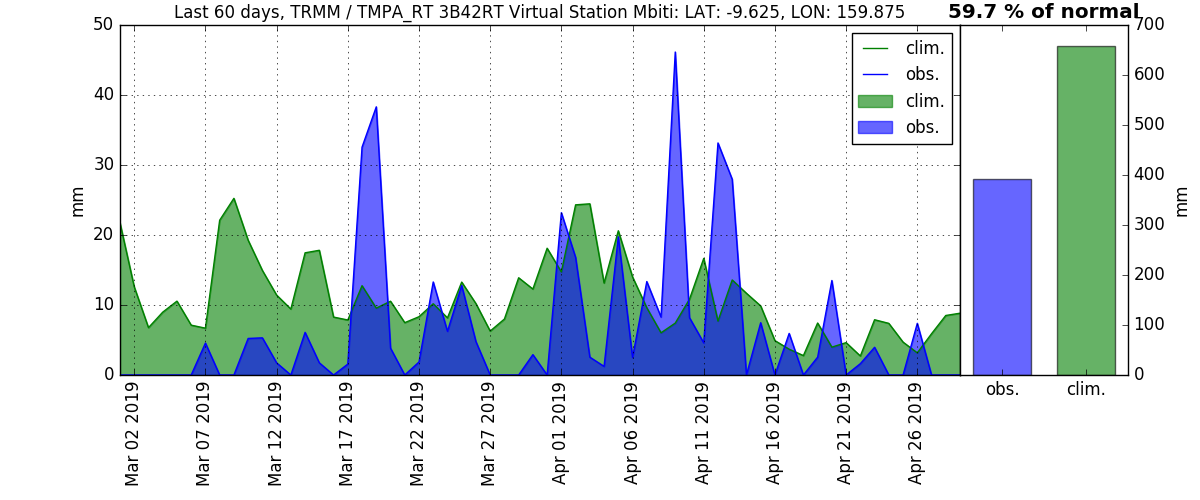 Last 60 days, TRMM / TMPA_RT 3B42RT Virtual Station Mbiti: LAT: -9.625, LON: 159.875
59.7 % of normal
50
40
30
20
10
0
mm
clim.
obs.
clim.
obs.
Mar 02 2019
Mar 07 2019
Mar 12 2019
Mar 17 2019
Mar 22 2019
Mar 27 2019
Apr 01 2019
Apr 06 2019
Apr 11 2019
Apr 16 2019
Apr 21 2019
Apr 26 2019
700
600
500
400
300
200
100
0
mm
obs.
clim.